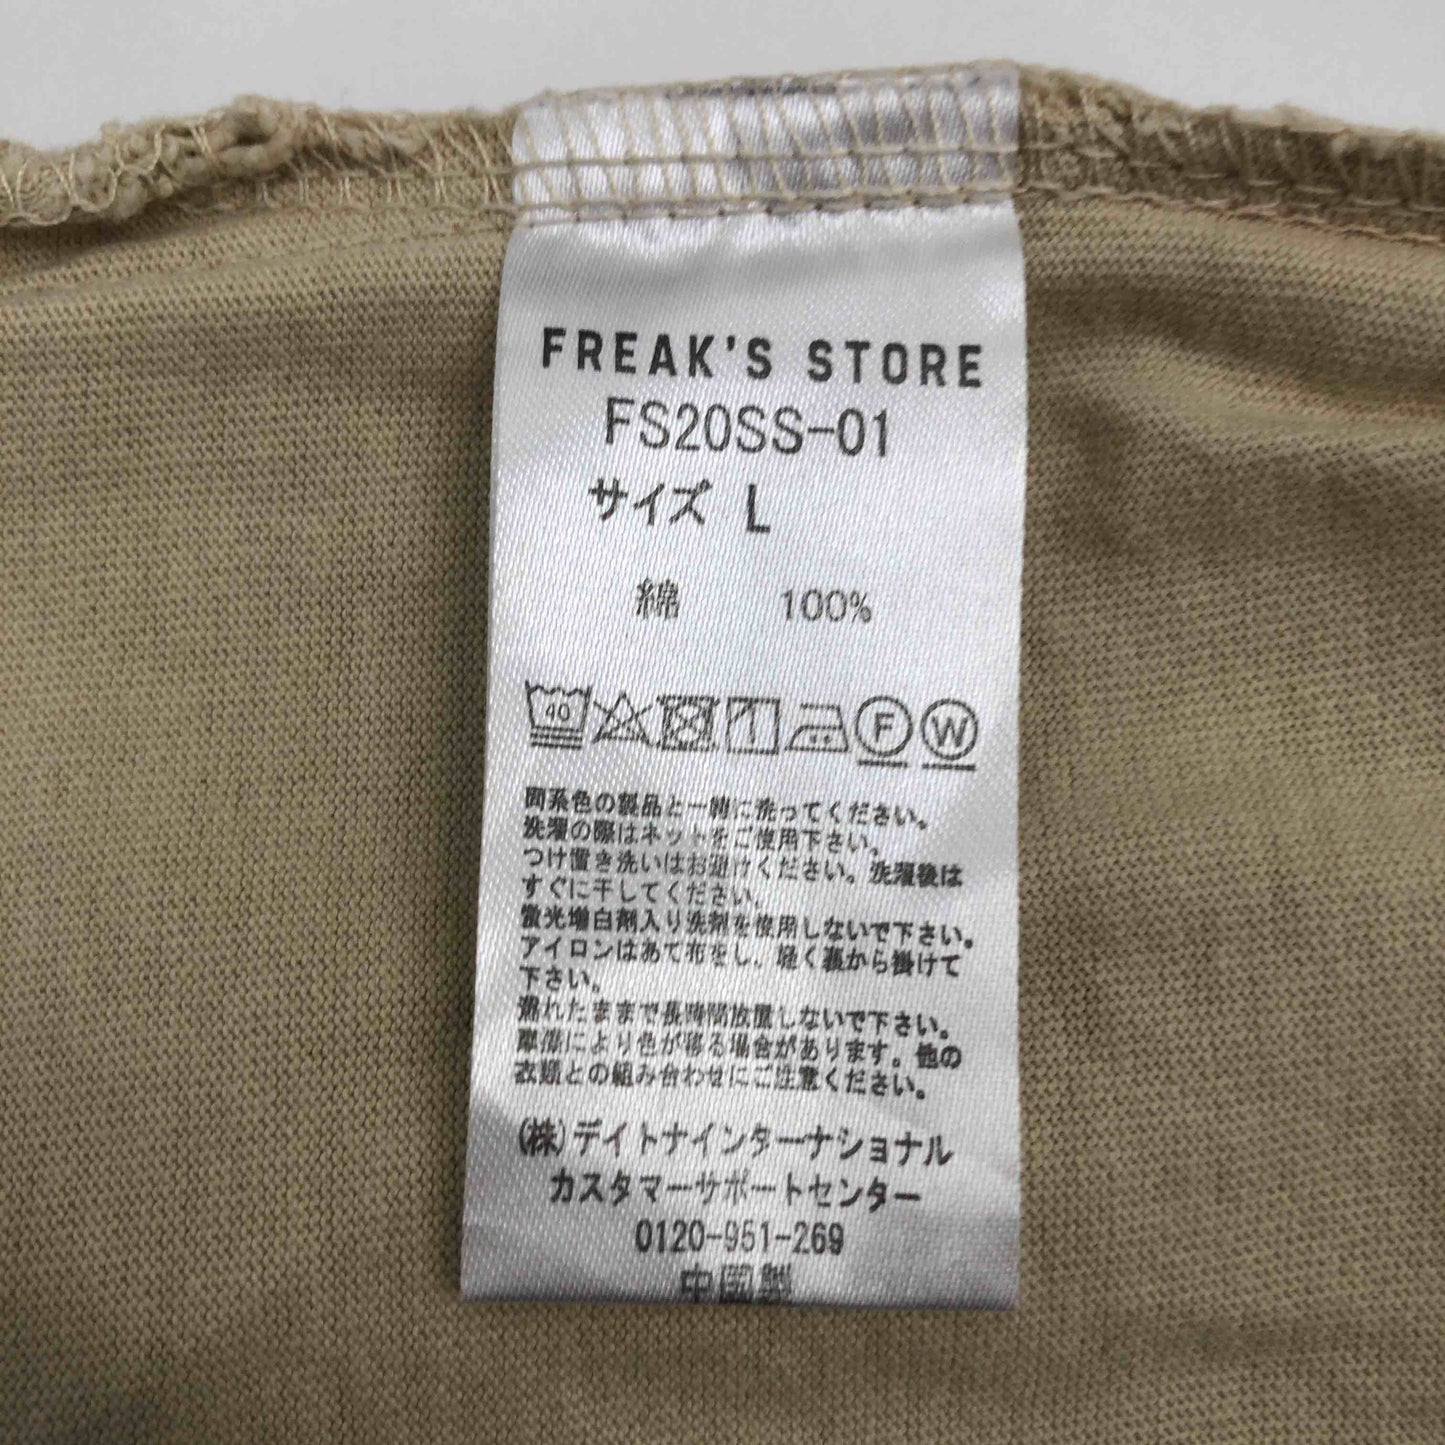 FREAK'S STORE
FS20SS-01
サイズ L
綿 100%
40
F W
同系色の製品と一緒に洗ってください。
洗濯の際はネットをご使用下さい。
つけ置き洗いはお避けください。洗濯後は
すぐに干してください。
蛍光増白剤入り洗剤を使用しないで下さい。
アイロンはあて布をし、軽く裏から掛けて
下さい。
濡れたままで長時間放置しないで下さい。
摩擦により色が移る場合があります。他の
衣類との組み合わせにご注意ください。
(株)デイトナインターナショナル
カスタマーサポートセンター
0120-951-269
中国製